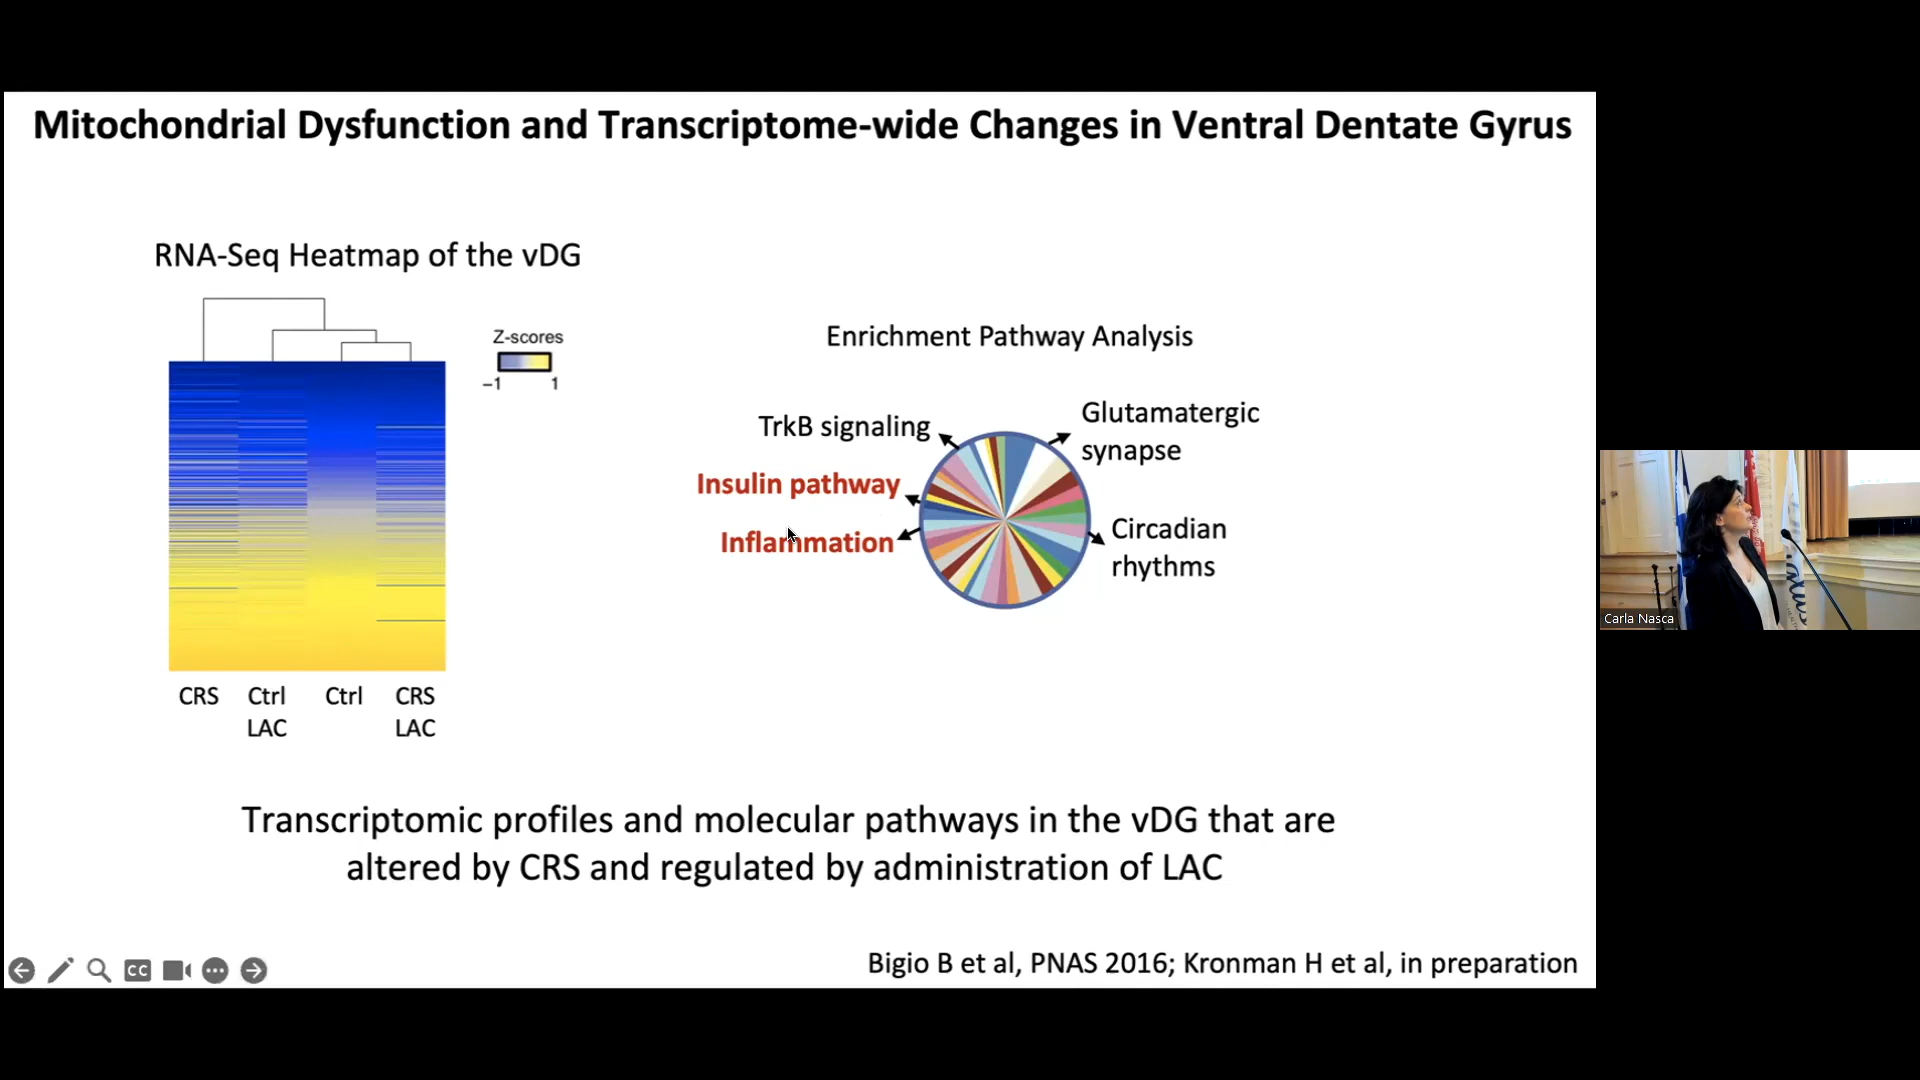 Mitochondrial Dysfunction and Transcriptome-wide Changes in Ventral Dentate Gyrus
RNA-Seq Heatmap of the vDG
Z-scores
−1 1
CRS Ctrl Ctrl CRS
LAC LAC
Enrichment Pathway Analysis
TrkB signaling
Insulin pathway
Inflammation
Glutamatergic
synapse
Circadian
rhythms
Transcriptomic profiles and molecular pathways in the vDG that are
altered by CRS and regulated by administration of LAC
Bigio B et al, PNAS 2016; Kronman H et al, in preparation
CC
Carla Nasca